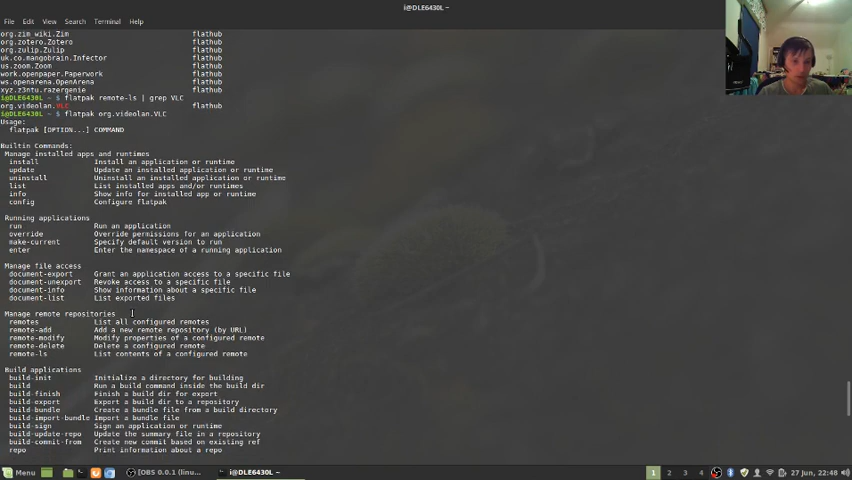 i@DLE6430L ~
File Edit View Search Terminal Help
org.zim_wiki.Zim flathub
org.zotero.Zotero flathub
org.zulip.Zulip flathub
uk.co.mangobrain.Infector flathub
us.zoom.Zoom flathub
work.openpaper.Paperwork flathub
ws.openarena.OpenArena flathub
xyz.z3ntu.razergenie flathub
i@DLE6430L ~ $ flatpak remote-ls | grep VLC
org.videolan.VLC flathub
i@DLE6430L ~ $ flatpak org.videolan.VLC
Usage:
flatpak [OPTION...] COMMAND
Builtin Commands:
Manage installed apps and runtimes
install Install an application or runtime
update Update an installed application or runtime
uninstall Uninstall an installed application or runtime
list List installed apps and/or runtimes
info Show info for installed app or runtime
config Configure flatpak
Running applications
run Run an application
override Override permissions for an application
make-current Specify default version to run
enter Enter the namespace of a running application
Manage file access
document-export Grant an application access to a specific file
document-unexport Revoke access to a specific file
document-info Show information about a specific file
document-list List exported files
Manage remote repositories
remotes List all configured remotes
remote-add Add a new remote repository (by URL)
remote-modify Modify properties of a configured remote
remote-delete Delete a configured remote
remote-ls List contents of a configured remote
Build applications
build-init Initialize a directory for building
build Run a build command inside the build dir
build-finish Finish a build dir for export
build-export Export a build dir to a repository
build-bundle Create a bundle file from a build directory
build-import-bundle Import a bundle file
build-sign Sign an application or runtime
build-update-repo Update the summary file in a repository
build-commit-from Create new commit based on existing ref
repo Print information about a repo
Menu [OBS 0.0.1 (linu... i@DLE6430L ~ 1 2 3 4 27 Jun, 22:48